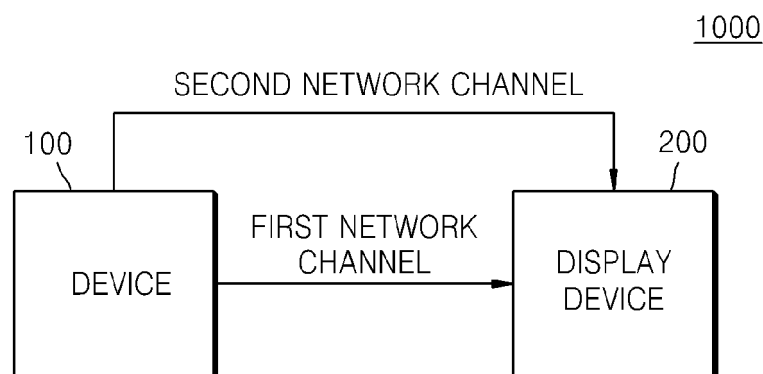 1000
SECOND NETWORK CHANNEL
100
200
FIRST NETWORK
CHANNEL
DEVICE
DISPLAY
DEVICE